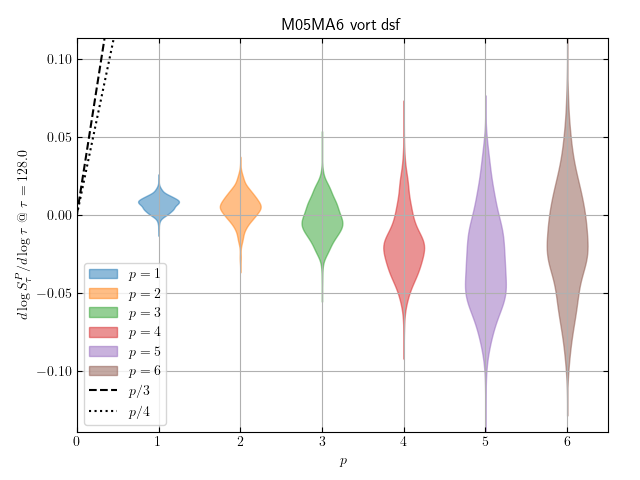 M05MA6 vort dsf
d log S_τ^P / d log τ @ τ = 128.0
0.10
0.05
0.00
−0.05
−0.10
p = 1
p = 2
p = 3
p = 4
p = 5
p = 6
p/3
p/4
0 1 2 3 4 5 6
p